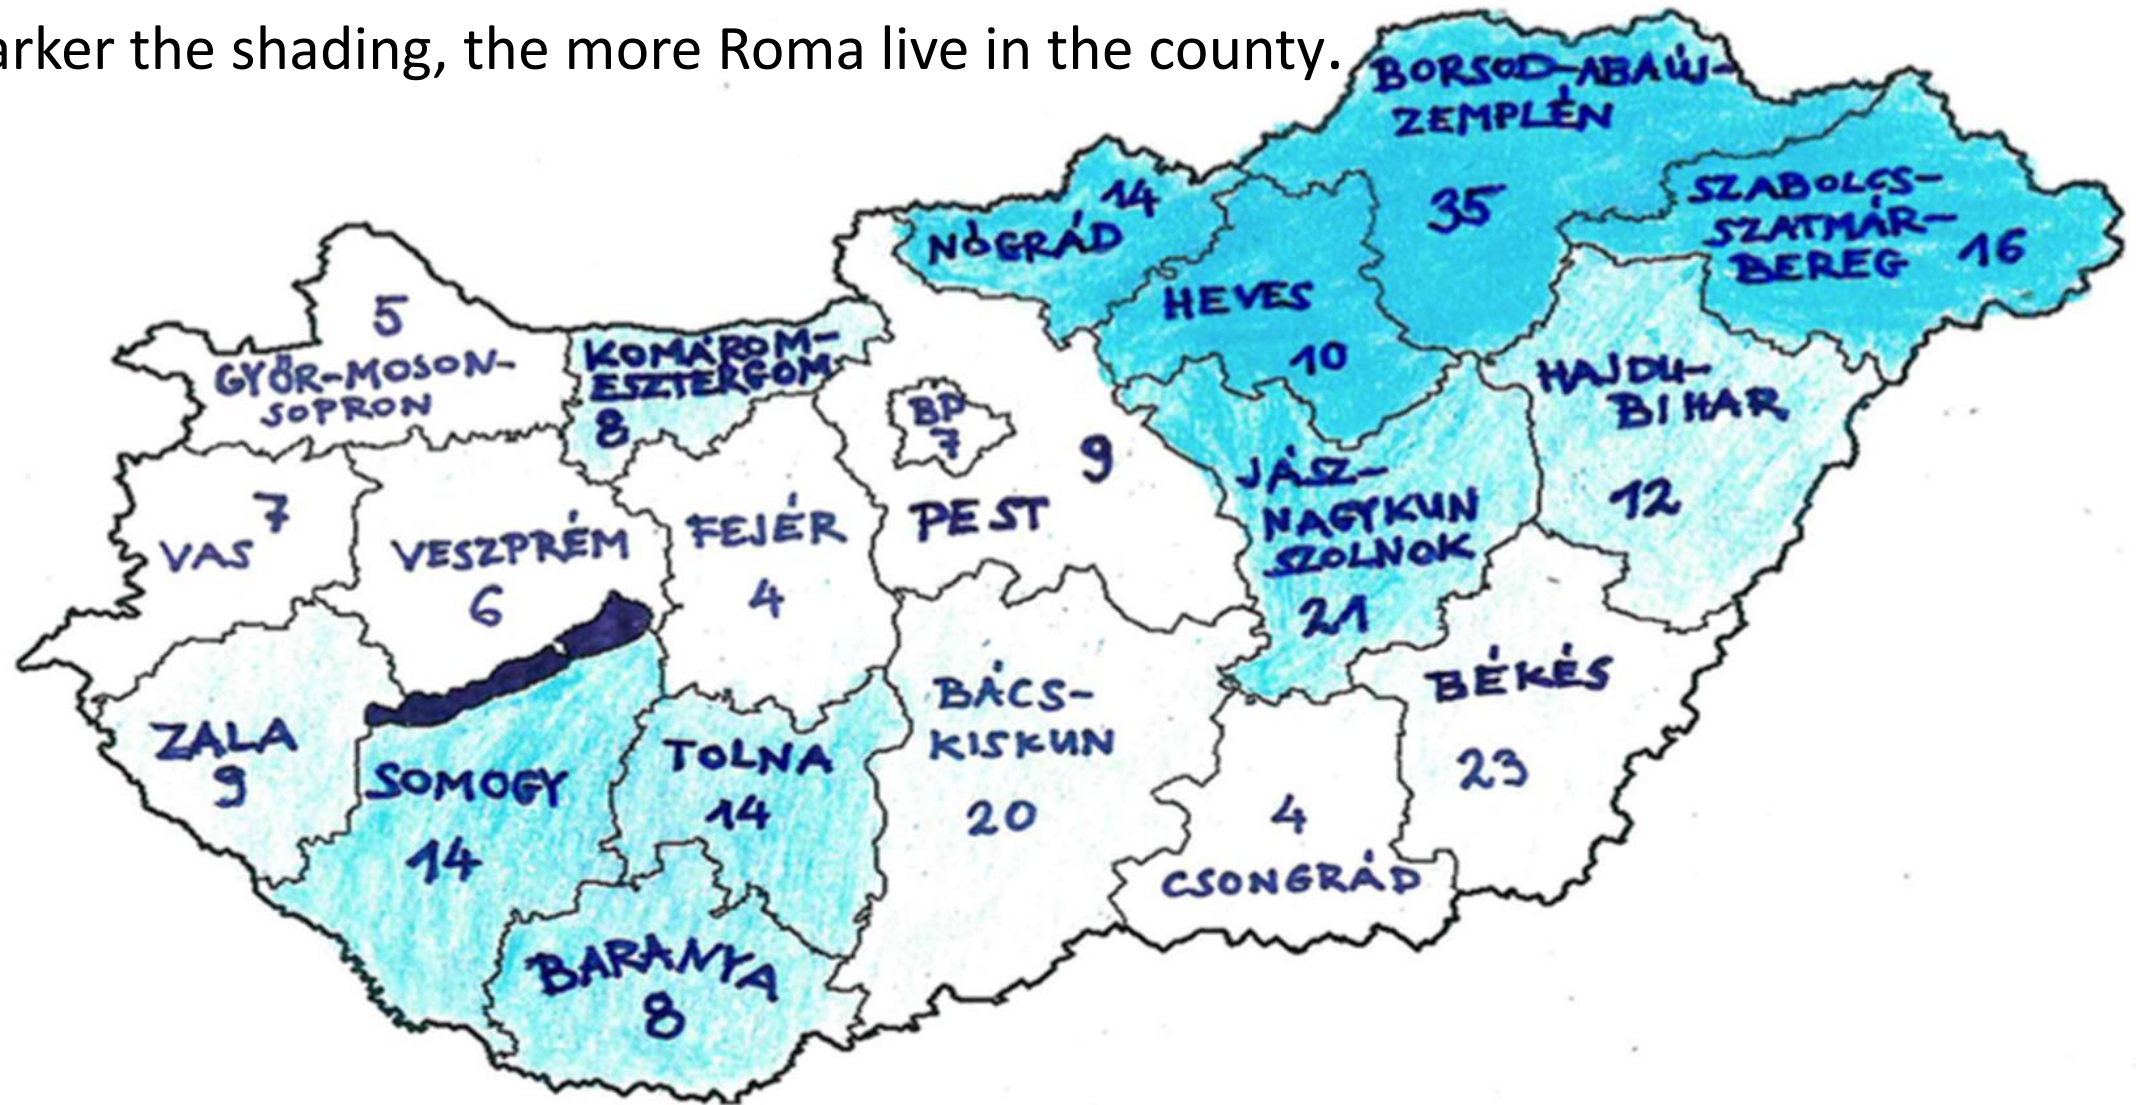 arker the shading, the more Roma live in the county.
BORSOD-ABAÚJ-
ZEMPLÉN
35
SZABOLCS-
SZATMÁR-
BEREG 16
14
NÓGRÁD
HEVES
10
5
GYŐR-MOSON-
SOPRON
KOMÁROM-
ESZTERGOM
8
HAJDU-
BIHAR
12
BP
7
9
PEST
JÁSZ-
NAGYKUN
SZOLNOK
21
7
VAS
VESZPRÉM
6
FEJÉR
4
ZALA
9
SOMOGY
14
TOLNA
14
BÁCS-
KISKUN
20
BÉKÉS
23
4
CSONGRÁD
BARANYA
8